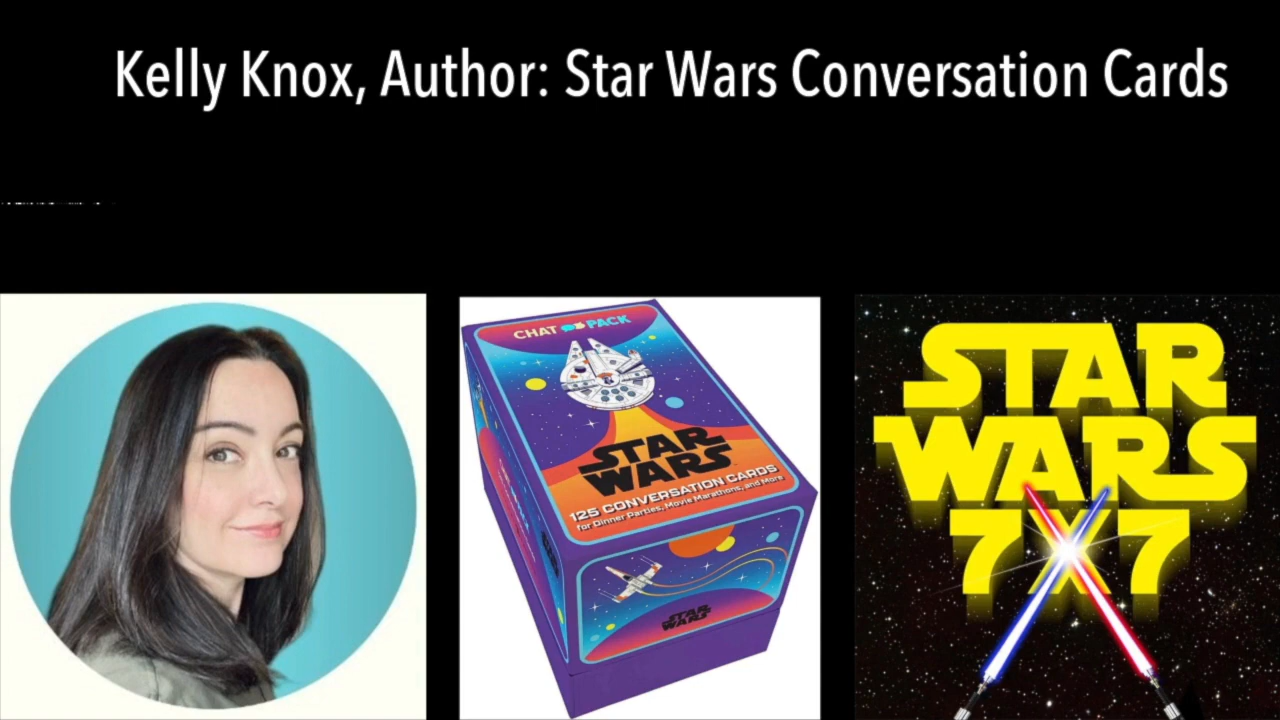 Kelly Knox, Author: Star Wars Conversation Cards
CHAT PACK
STAR
WARS
125 CONVERSATION CARDS
for Dinner Parties, Movie Marathons, and More
STAR
WARS
STAR
WARS
7X7